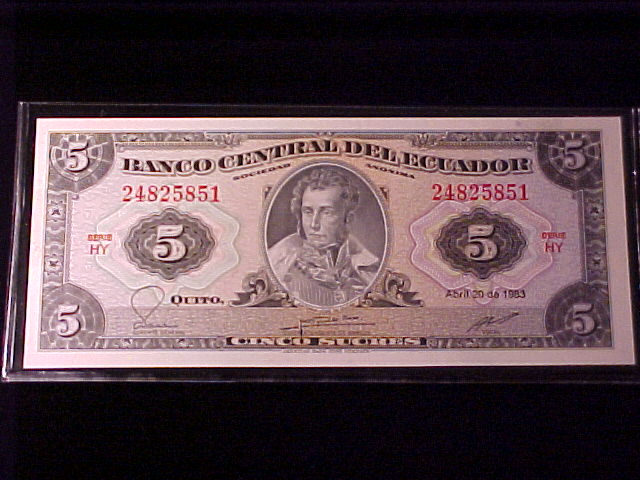 5 5
BANCO CENTRAL DEL ECUADOR
SOCIEDAD ANONIMA
24825851 24825851
SERIE HY 5 5 SERIE HY
QUITO, Abril 20 de 1983
5 5
CINCO SUCRES